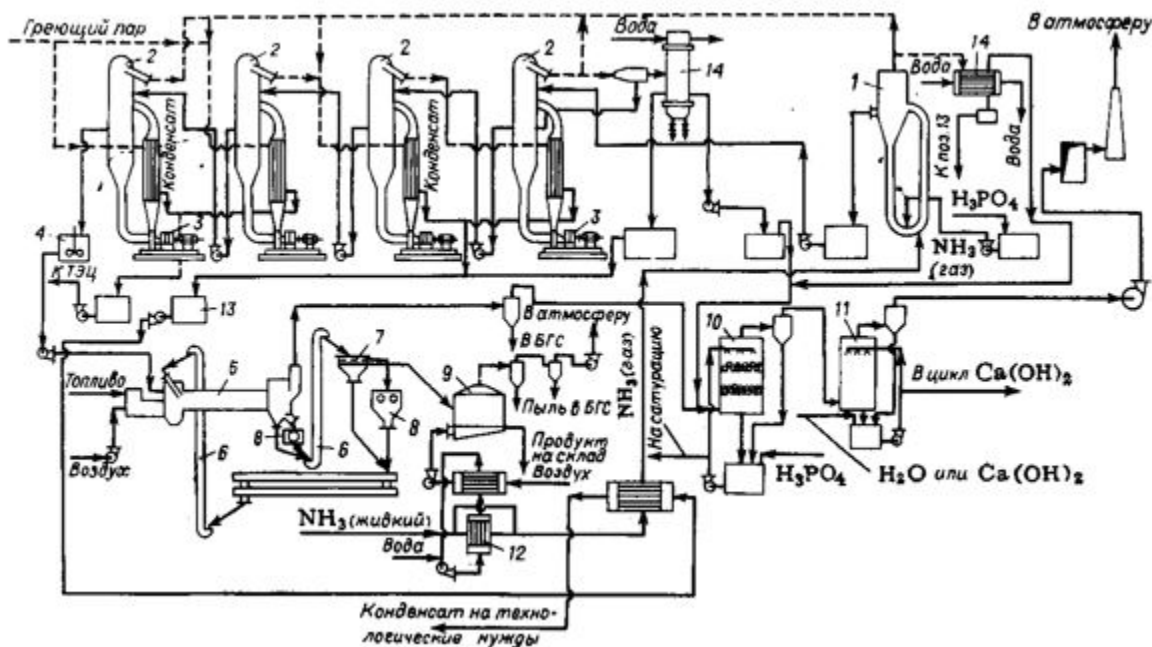 Греющий пар
2
2
2
2
Вода
14
1
14
Вода
В атмосферу
К поз. 13
Вода
Конденсат
Конденсат
3
3
4
К ТЭЦ
13
H₃PO₄
NH₃
(газ)
В атмосферу
В БГС
7
8
9
Пыль в БГС
Топливо
5
Воздух
6
8
6
Продукт
на склад
Воздух
NH₃ (газ)
На сатурацию
10
11
В цикл Ca(OH)₂
H₃PO₄
H₂O или Ca(OH)₂
NH₃ (жидкий)
Вода
12
Конденсат на техно-
логические нужды